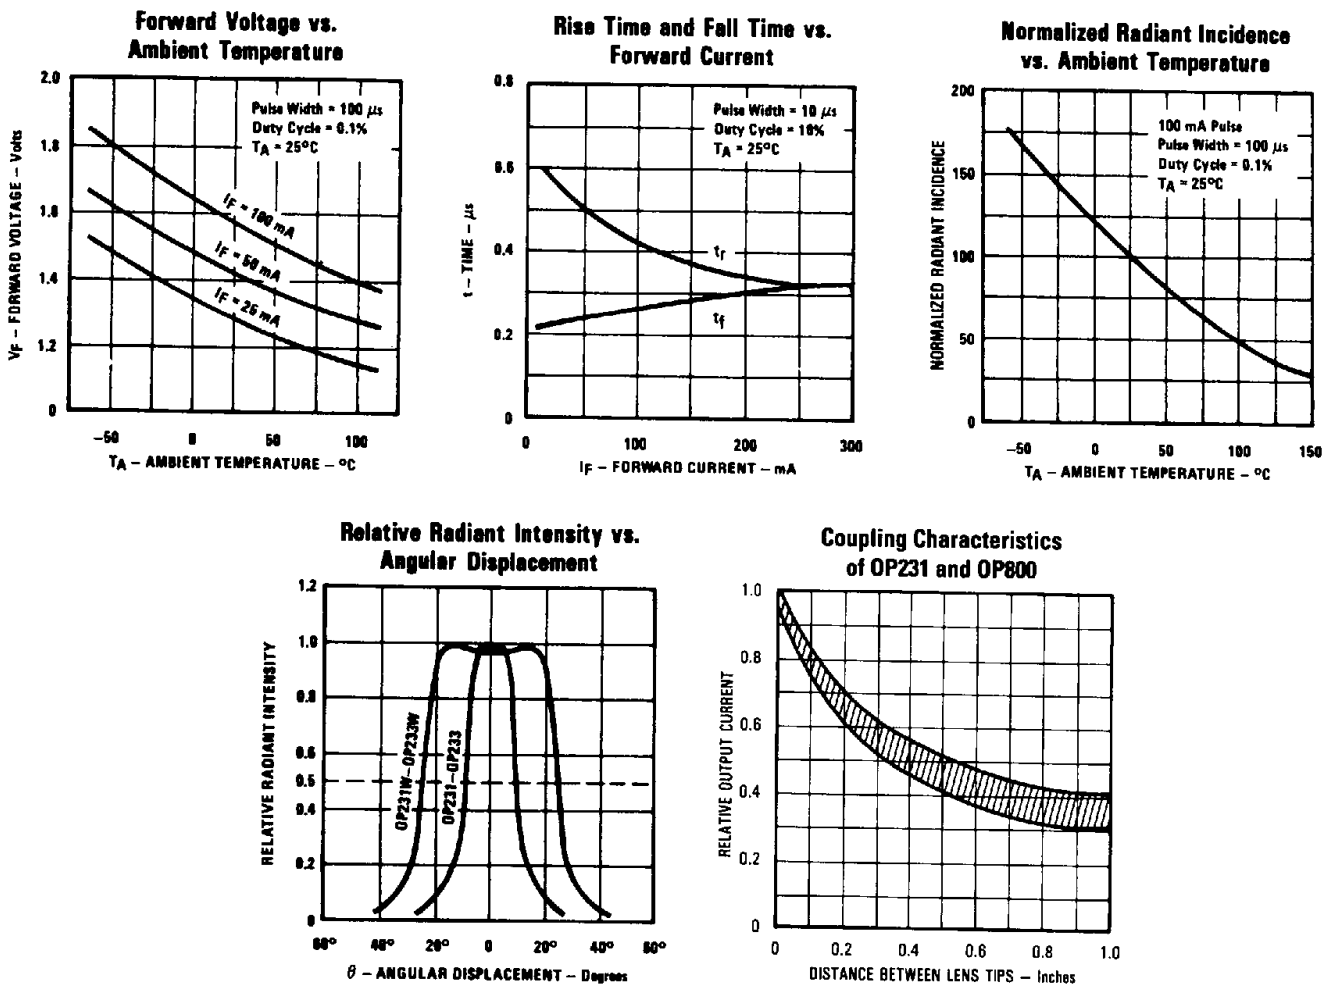 Forward Voltage vs.
Ambient Temperature
2.0
1.8
1.6
1.4
1.2
0
VF – FORWARD VOLTAGE – Volts
Pulse Width = 100 μs
Duty Cycle = 0.1%
TA = 25°C
IF = 100 mA
IF = 50 mA
IF = 25 mA
–50 0 50 100
TA – AMBIENT TEMPERATURE – °C
Rise Time and Fall Time vs.
Forward Current
0.8
0.6
0.4
0.2
0
t – TIME – μs
Pulse Width = 10 μs
Duty Cycle = 10%
TA = 25°C
tr
tf
0 100 200 300
IF – FORWARD CURRENT – mA
Normalized Radiant Incidence
vs. Ambient Temperature
200
150
100
50
0
NORMALIZED RADIANT INCIDENCE
100 mA Pulse
Pulse Width = 100 μs
Duty Cycle = 0.1%
TA = 25°C
–50 0 50 100 150
TA – AMBIENT TEMPERATURE – °C
Relative Radiant Intensity vs.
Angular Displacement
1.2
1.0
0.8
0.6
0.5
0.4
0.2
0
RELATIVE RADIANT INTENSITY
OP231W–OP233W
OP231–OP233
60° 40° 20° 0 20° 40° 60°
θ – ANGULAR DISPLACEMENT – Degrees
Coupling Characteristics
of OP231 and OP800
1.0
0.8
0.6
0.4
0.2
0
RELATIVE OUTPUT CURRENT
0 0.2 0.4 0.6 0.8 1.0
DISTANCE BETWEEN LENS TIPS – Inches